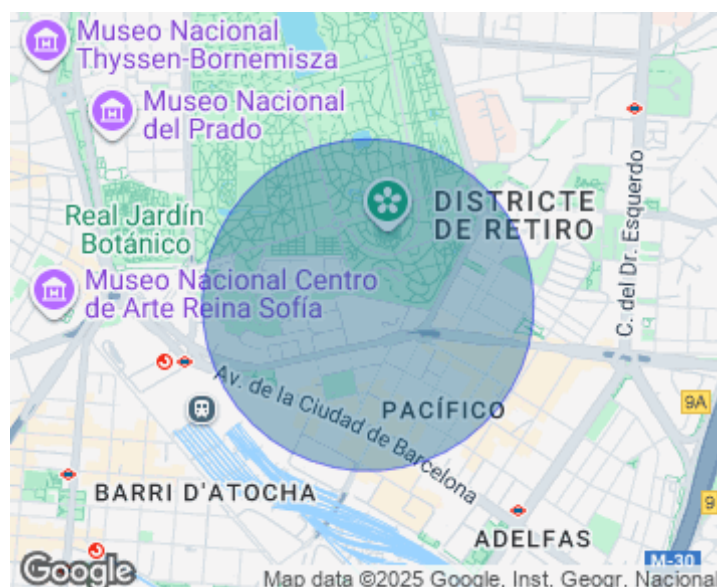 Museo Nacional
Thyssen-Bornemisza
Museo Nacional
del Prado
DISTRICTE
DE RETIRO
Real Jardín
Botánico
C. del Dr. Esquerdo
Museo Nacional Centro
de Arte Reina Sofía
Av. de la Ciudad de Barcelona
PACÍFICO
9A
BARRI D'ATOCHA
9
ADELFAS
M-30
Google
Map data ©2025 Google, Inst. Geogr. Nacional